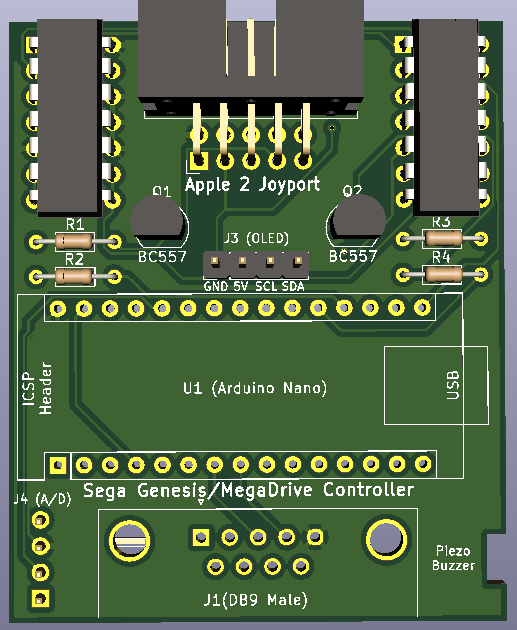 Apple 2 Joyport
Q1
Q2
R1
R2
R3
R4
BC557
BC557
J3 (OLED)
GND 5V SCL SDA
ICSP
Header
U1 (Arduino Nano)
USB
J4 (A/D)
Sega Genesis/MegaDrive Controller
J1(DB9 Male)
Piezo
Buzzer